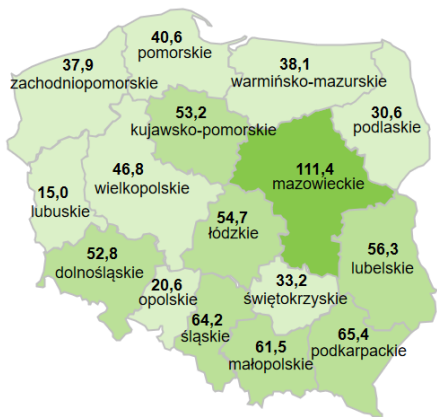 40,6
pomorskie
37,9
zachodniopomorskie
38,1
warmińsko-mazurskie
53,2
kujawsko-pomorskie
30,6
podlaskie
46,8
wielkopolskie
111,4
mazowieckie
15,0
lubuskie
54,7
łódzkie
52,8
dolnośląskie
56,3
lubelskie
20,6
opolskie
33,2
świętokrzyskie
64,2
śląskie
61,5
małopolskie
65,4
podkarpackie